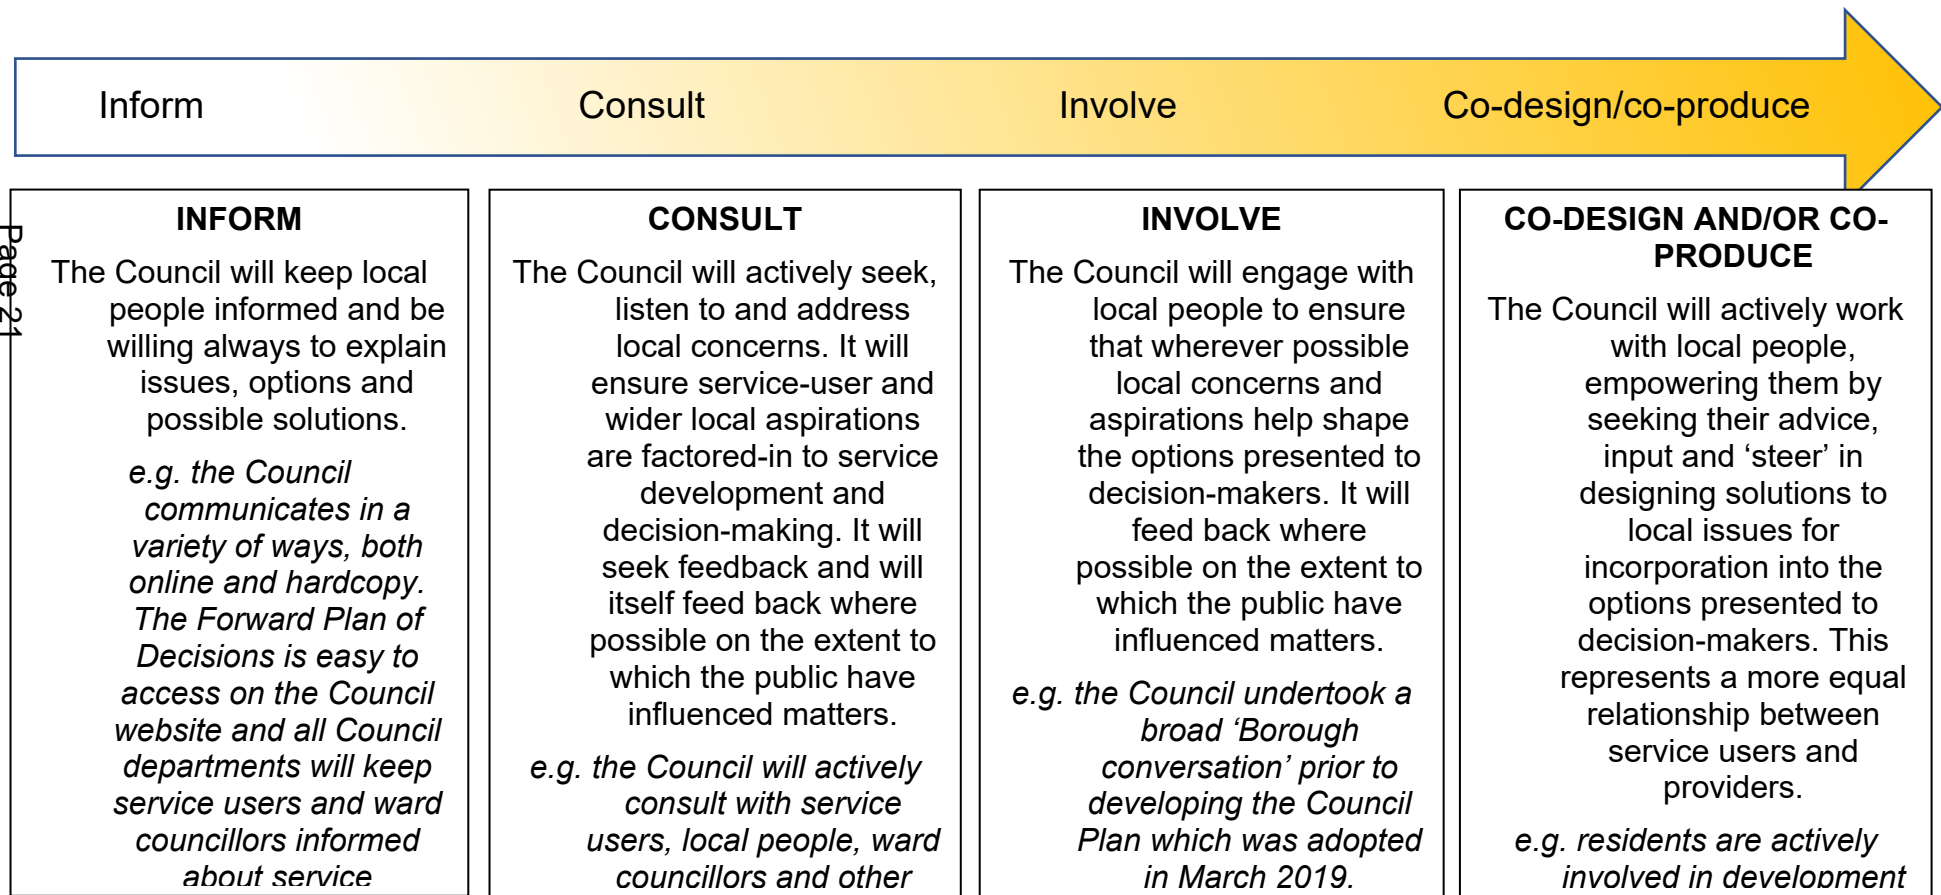 Inform
Consult
Involve
Co-design/co-produce
Page 21
INFORM
The Council will keep local
people informed and be
willing always to explain
issues, options and
possible solutions.
e.g. the Council
communicates in a
variety of ways, both
online and hardcopy.
The Forward Plan of
Decisions is easy to
access on the Council
website and all Council
departments will keep
service users and ward
councillors informed
about service
CONSULT
The Council will actively seek,
listen to and address
local concerns. It will
ensure service-user and
wider local aspirations
are factored-in to service
development and
decision-making. It will
seek feedback and will
itself feed back where
possible on the extent to
which the public have
influenced matters.
e.g. the Council will actively
consult with service
users, local people, ward
councillors and other
INVOLVE
The Council will engage with
local people to ensure
that wherever possible
local concerns and
aspirations help shape
the options presented to
decision-makers. It will
feed back where
possible on the extent to
which the public have
influenced matters.
e.g. the Council undertook a
broad ‘Borough
conversation’ prior to
developing the Council
Plan which was adopted
in March 2019.
CO-DESIGN AND/OR CO-
PRODUCE
The Council will actively work
with local people,
empowering them by
seeking their advice,
input and ‘steer’ in
designing solutions to
local issues for
incorporation into the
options presented to
decision-makers. This
represents a more equal
relationship between
service users and
providers.
e.g. residents are actively
involved in development